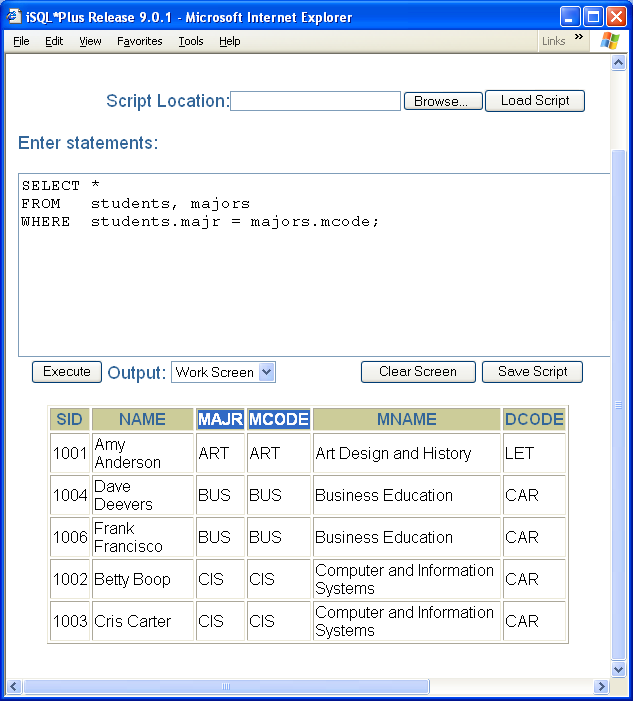 iSQL*Plus Release 9.0.1 - Microsoft Internet Explorer
File Edit View Favorites Tools Help Links »
Script Location: Browse... Load Script
Enter statements:
SELECT *
FROM students, majors
WHERE students.majr = majors.mcode;
Execute Output: Work Screen Clear Screen Save Script
SID NAME MAJR MCODE MNAME DCODE
1001 Amy Anderson ART ART Art Design and History LET
1004 Dave Deevers BUS BUS Business Education CAR
1006 Frank Francisco BUS BUS Business Education CAR
1002 Betty Boop CIS CIS Computer and Information Systems CAR
1003 Cris Carter CIS CIS Computer and Information Systems CAR